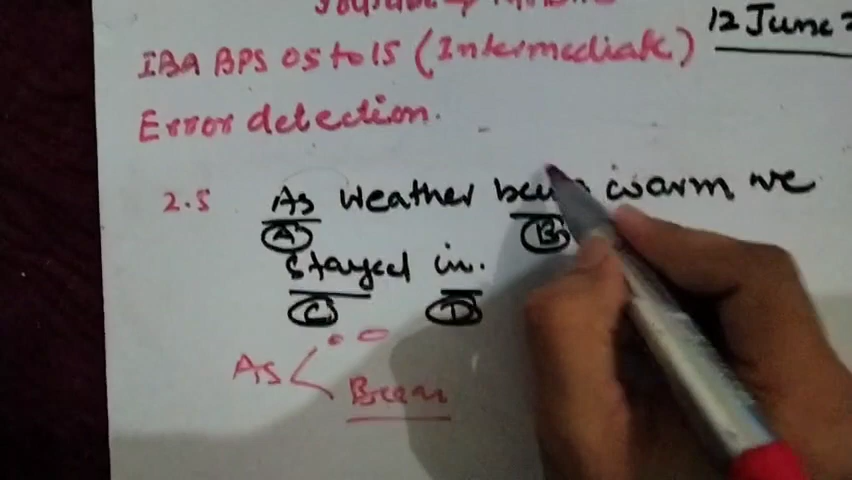 12 June
IBA BPS 05 to 15 (Intermediate)
Error detection.
2.5 As weather being warm we
(A) (B)
stayed in.
(C) (D)
As